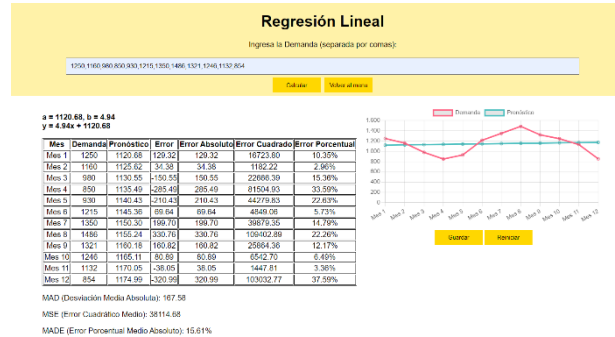 Regresión Lineal
Ingresa la Demanda (separada por comas):
1250,1160,980,850,930,1215,1350,1486,1321,1246,1132,854
Calcular Volver al menu
a = 1120.68, b = 4.94
y = 4.94x + 1120.68
Mes Demanda Pronóstico Error Error Absoluto Error Cuadrado Error Porcentual
Mes 1 1250 1120.68 129.32 129.32 16723.80 10.35%
Mes 2 1160 1125.62 34.38 34.38 1182.22 2.96%
Mes 3 980 1130.55 -150.55 150.55 22666.39 15.36%
Mes 4 850 1135.49 -285.49 285.49 81504.93 33.59%
Mes 5 930 1140.43 -210.43 210.43 44279.83 22.63%
Mes 6 1215 1145.36 69.64 69.64 4849.06 5.73%
Mes 7 1350 1150.30 199.70 199.70 39879.35 14.79%
Mes 8 1486 1155.24 330.76 330.76 109402.89 22.26%
Mes 9 1321 1160.18 160.82 160.82 25864.36 12.17%
Mes 10 1246 1165.11 80.89 80.89 6542.70 6.49%
Mes 11 1132 1170.05 -38.05 38.05 1447.81 3.36%
Mes 12 854 1174.99 -320.99 320.99 103032.77 37.59%
MAD (Desviación Media Absoluta): 167.58
MSE (Error Cuadrático Medio): 38114.68
MADE (Error Porcentual Medio Absoluto): 15.61%
Demanda Pronóstico
1.600
1.400
1.200
1.000
800
600
400
200
0
Mes 1 Mes 2 Mes 3 Mes 4 Mes 5 Mes 6 Mes 7 Mes 8 Mes 9 Mes 10 Mes 11 Mes 12
Guardar Reiniciar